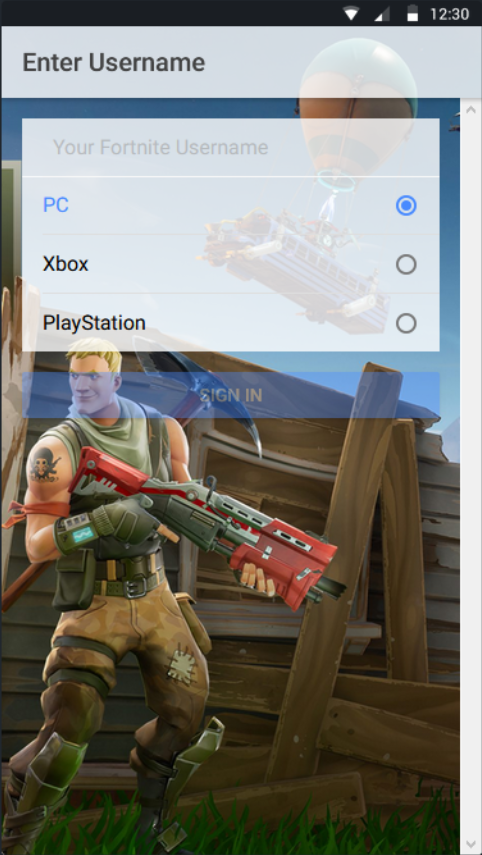 12:30
Enter Username
Your Fortnite Username
PC
Xbox
PlayStation
SIGN IN